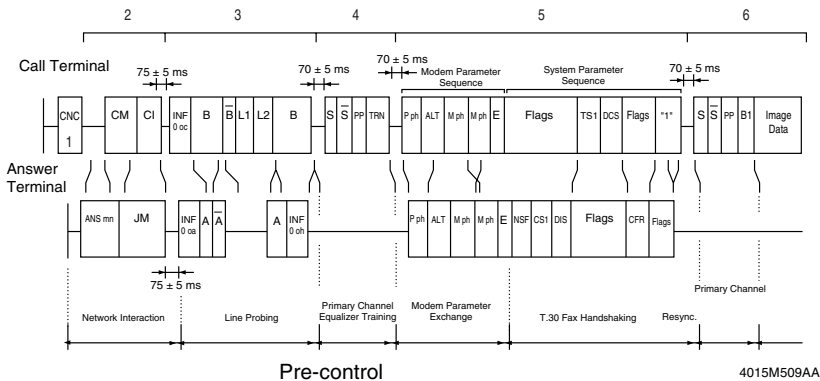 2 3 4 5 6
75 ± 5 ms 70 ± 5 ms 70 ± 5 ms Modem Parameter Sequence System Parameter Sequence 70 ± 5 ms
Call Terminal
CNC 1 CM CI INF 0 oc B B̅ L1 L2 B S S̅ PP TRN P ph ALT M ph M ph E Flags TS1 DCS Flags "1" S S̅ PP B1 Image Data
Answer Terminal
ANS mn JM INF 0 oa A A̅ A INF 0 oh P ph ALT M ph M ph E NSF CS1 DIS Flags CFR Flags
75 ± 5 ms
Primary Channel
Network Interaction Line Probing Primary Channel Equalizer Training Modem Parameter Exchange T.30 Fax Handshaking Resync.
Pre-control
4015M509AA